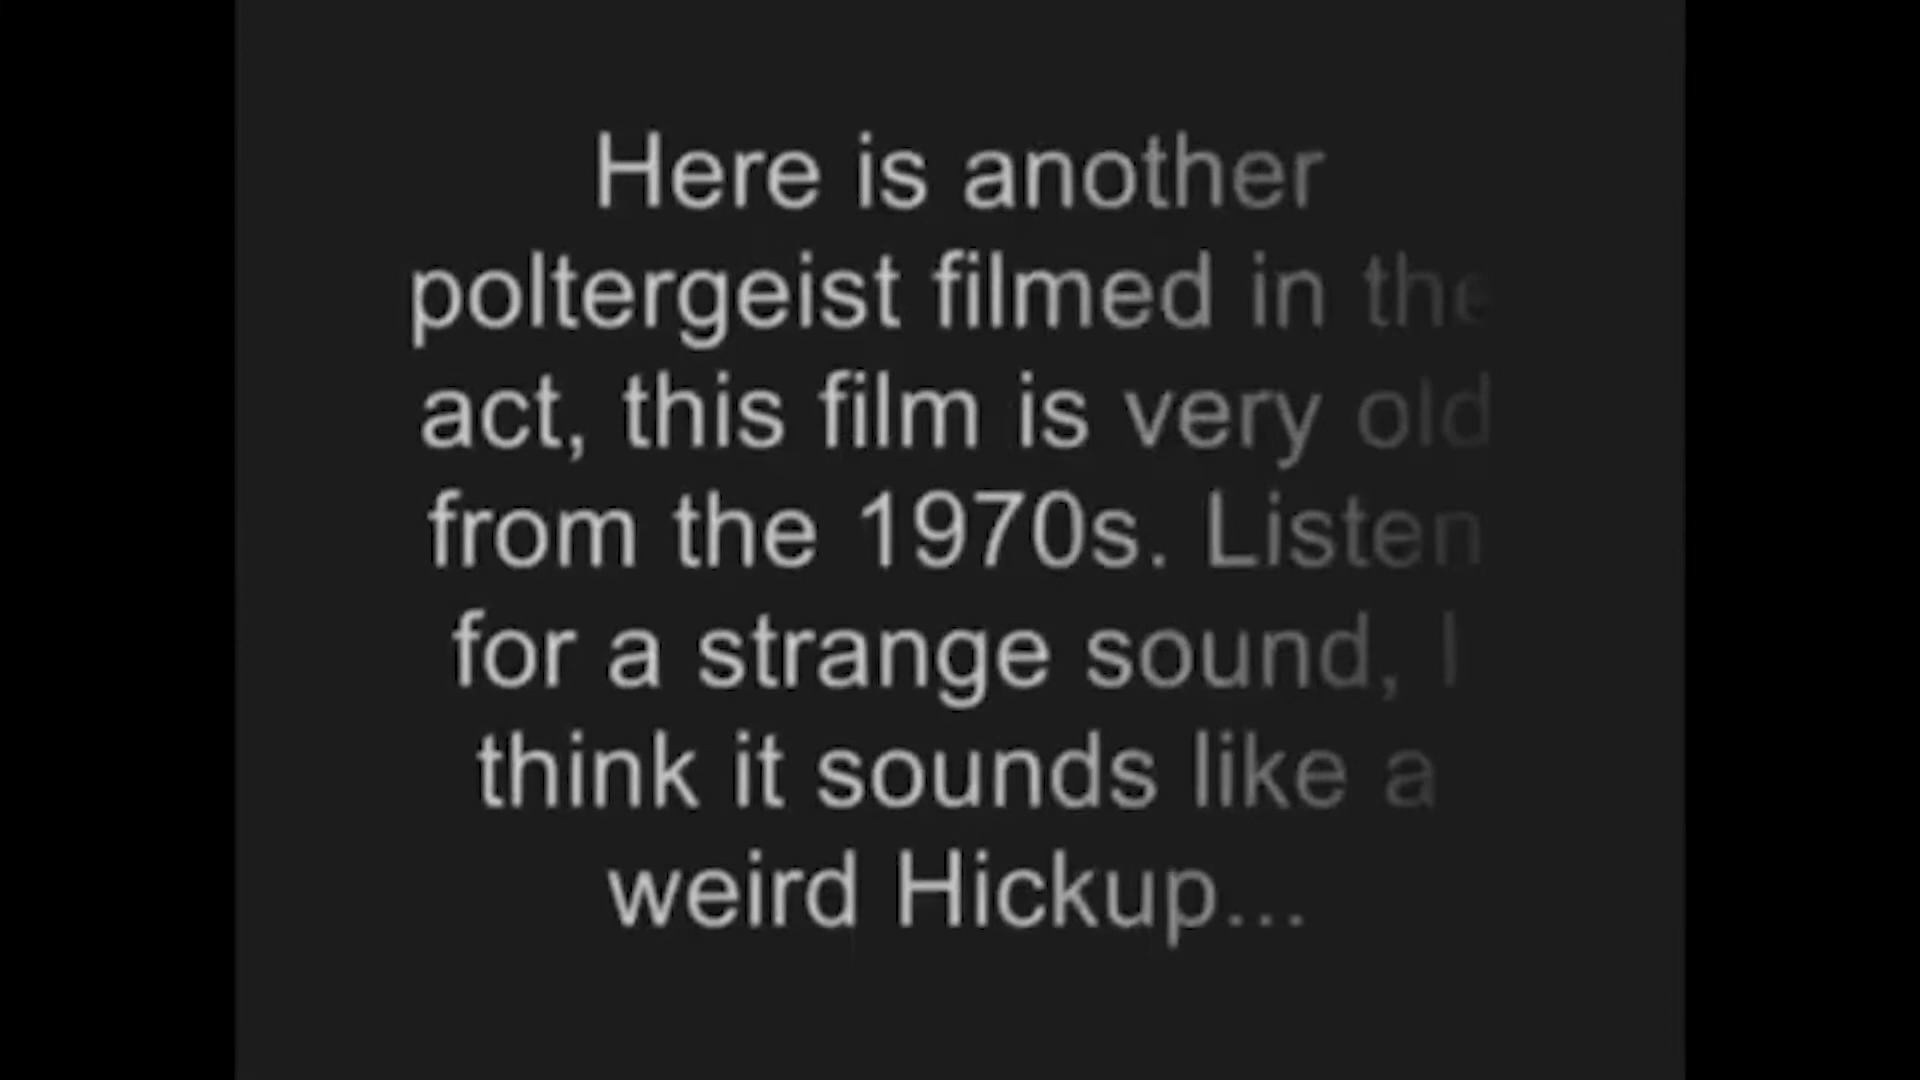 Here is another
poltergeist filmed in the
act, this film is very old
from the 1970s. Listen
for a strange sound, I
think it sounds like a
weird Hickup...